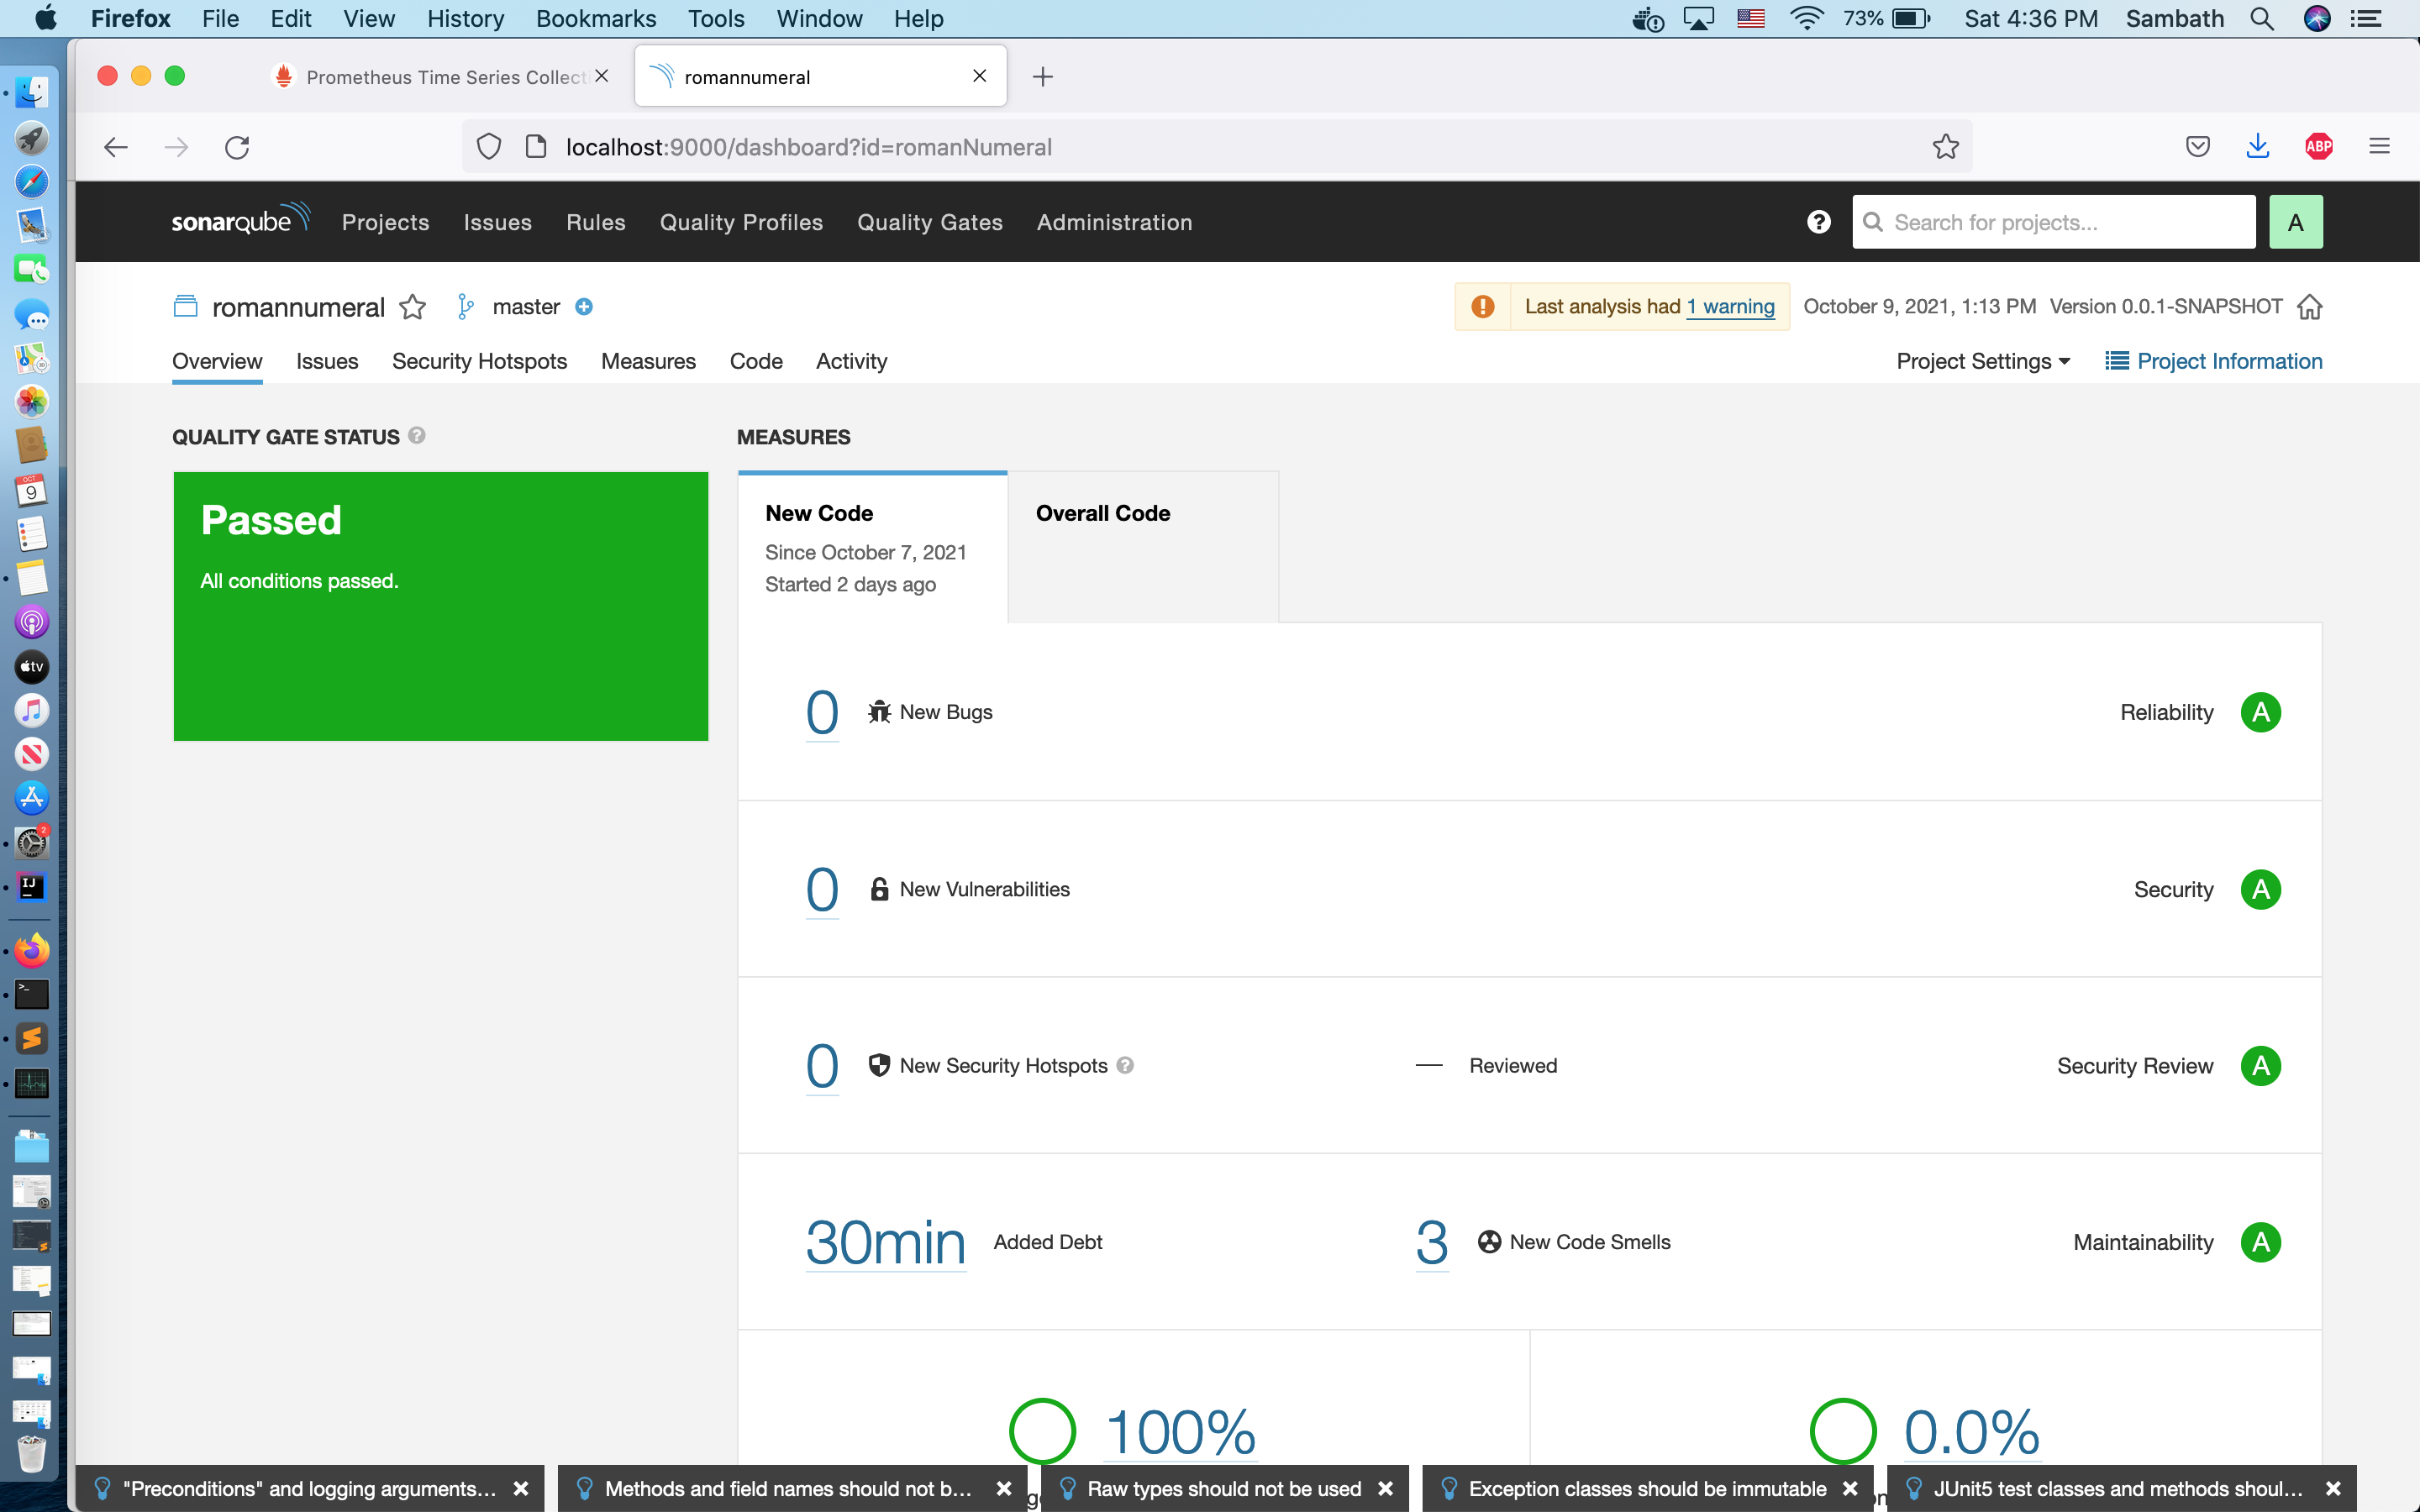 Firefox File Edit View History Bookmarks Tools Window Help 73% Sat 4:36 PM Sambath
Prometheus Time Series Collect romannumeral
localhost:9000/dashboard?id=romanNumeral ABP
sonarqube Projects Issues Rules Quality Profiles Quality Gates Administration Search for projects... A
romannumeral master Last analysis had 1 warning October 9, 2021, 1:13 PM Version 0.0.1-SNAPSHOT
Overview Issues Security Hotspots Measures Code Activity Project Settings Project Information
QUALITY GATE STATUS
Passed
All conditions passed.
MEASURES
New Code
Since October 7, 2021
Started 2 days ago
Overall Code
0 New Bugs Reliability A
0 New Vulnerabilities Security A
0 New Security Hotspots — Reviewed Security Review A
30min Added Debt 3 New Code Smells Maintainability A
100% 0.0%
"Preconditions" and logging arguments... Methods and field names should not b... Raw types should not be used Exception classes should be immutable JUnit5 test classes and methods shoul...
OCT
9
tv
2
IJ